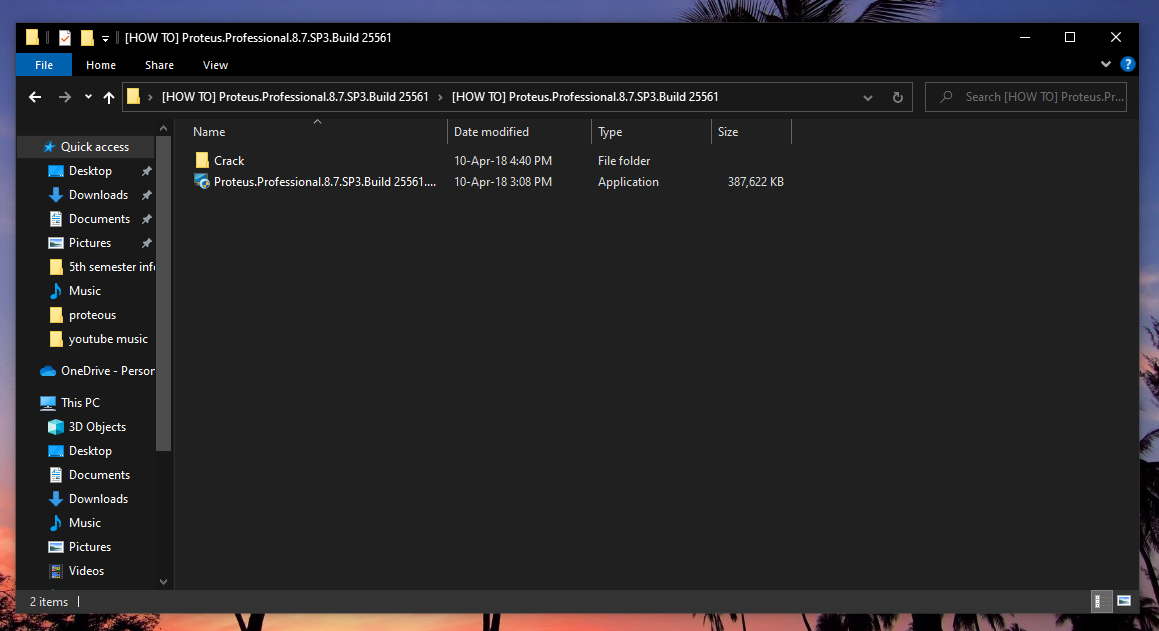 [HOW TO] Proteus.Professional.8.7.SP3.Build 25561
File Home Share View
[HOW TO] Proteus.Professional.8.7.SP3.Build 25561 › [HOW TO] Proteus.Professional.8.7.SP3.Build 25561
Search [HOW TO] Proteus.Pr...
Name Date modified Type Size
Crack 10-Apr-18 4:40 PM File folder
Proteus.Professional.8.7.SP3.Build 25561.... 10-Apr-18 3:08 PM Application 387,622 KB
Quick access
Desktop
Downloads
Documents
Pictures
5th semester info
Music
proteous
youtube music
OneDrive - Person
This PC
3D Objects
Desktop
Documents
Downloads
Music
Pictures
Videos
2 items